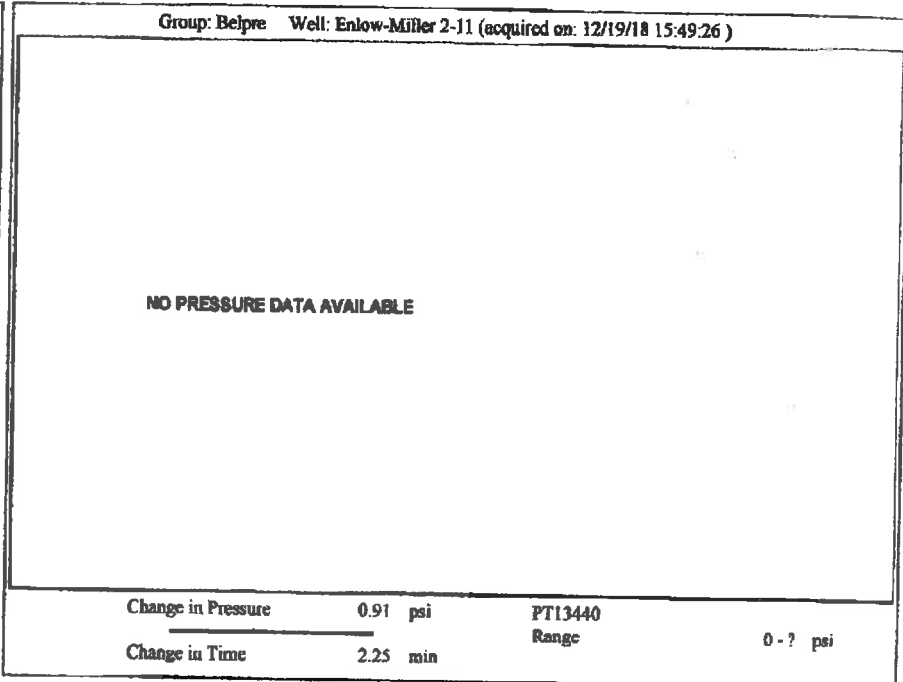 Group: Belpre Well: Enlow-Miller 2-11 (acquired on: 12/19/18 15:49:26 )
NO PRESSURE DATA AVAILABLE
Change in Pressure 0.91 psi PT13440
Range 0 - ? psi
Change in Time 2.25 min